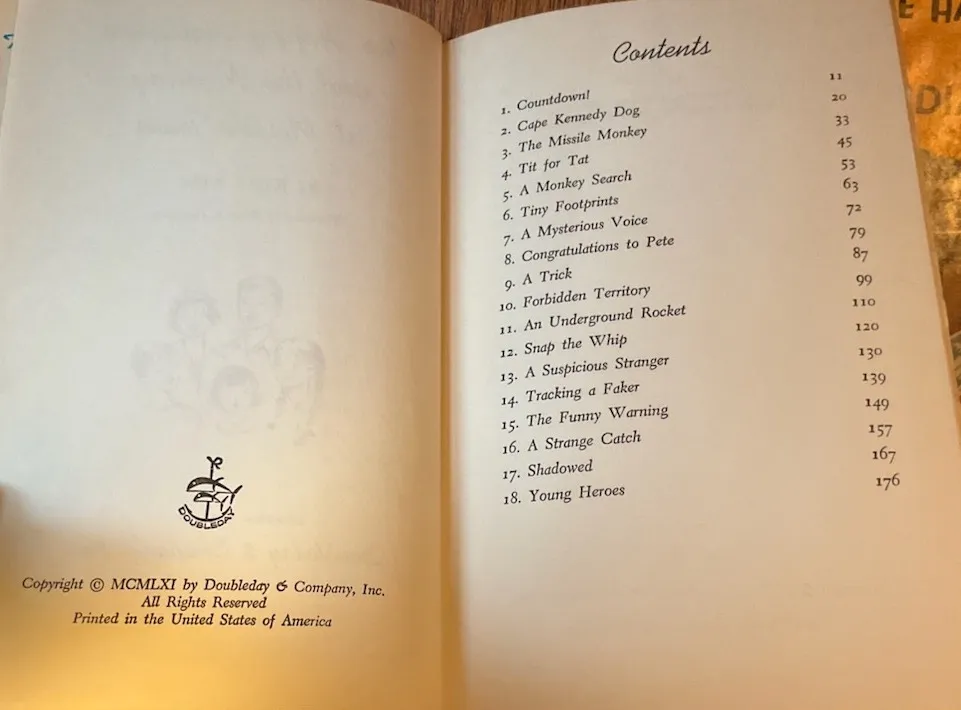 DOUBLEDAY
Copyright © MCMLXI by Doubleday & Company, Inc.
All Rights Reserved
Printed in the United States of America
Contents
1. Countdown! 11
2. Cape Kennedy Dog 20
3. The Missile Monkey 33
4. Tit for Tat 45
5. A Monkey Search 53
6. Tiny Footprints 63
7. A Mysterious Voice 72
8. Congratulations to Pete 79
9. A Trick 87
10. Forbidden Territory 99
11. An Underground Rocket 110
12. Snap the Whip 120
13. A Suspicious Stranger 130
14. Tracking a Faker 139
15. The Funny Warning 149
16. A Strange Catch 157
17. Shadowed 167
18. Young Heroes 176